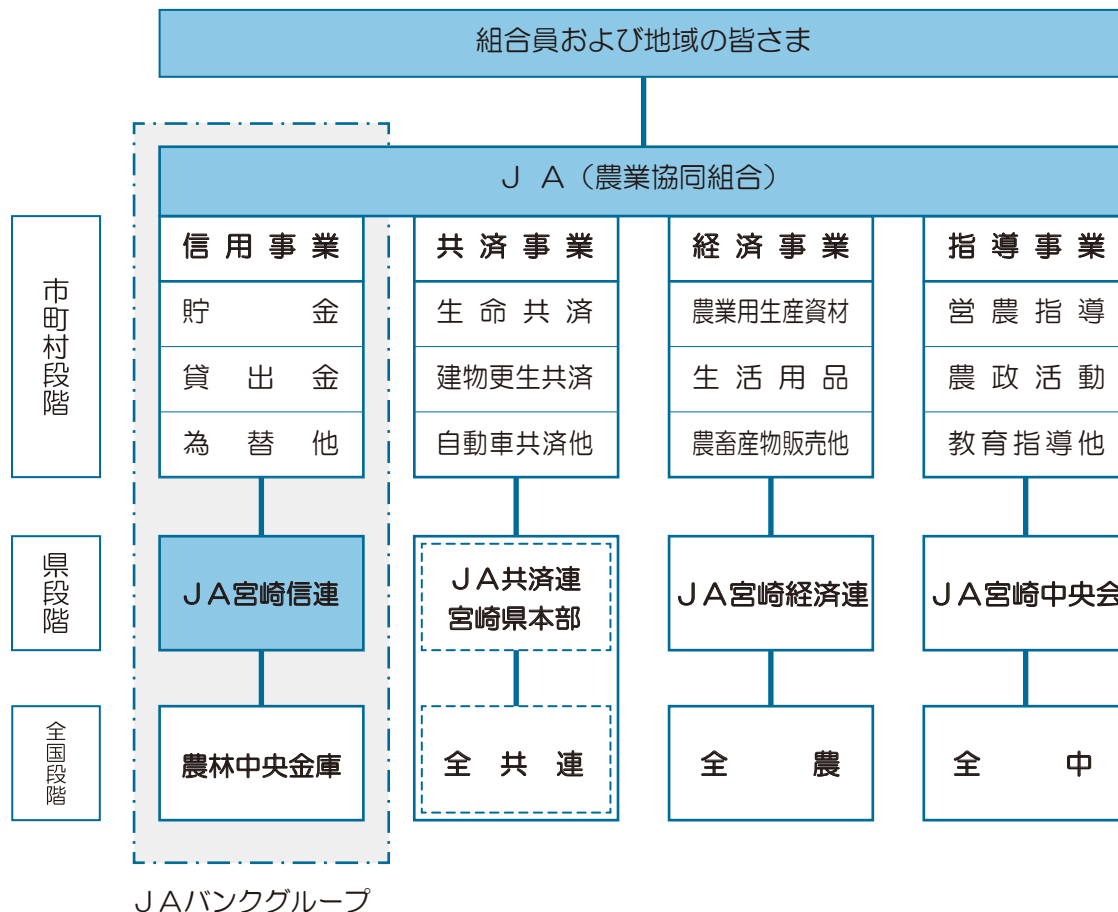 組合員および地域の皆さま
JA（農業協同組合）
市町村段階
信用事業
貯金
貸出金
為替他
共済事業
生命共済
建物更生共済
自動車共済他
経済事業
農業用生産資材
生活用品
農畜産物販売他
指導事業
営農指導
農政活動
教育指導他
県段階
JA宮崎信連
JA共済連
宮崎県本部
JA宮崎経済連
JA宮崎中央会
全国段階
農林中央金庫
全共連
全農
全中
JAバンクグループ